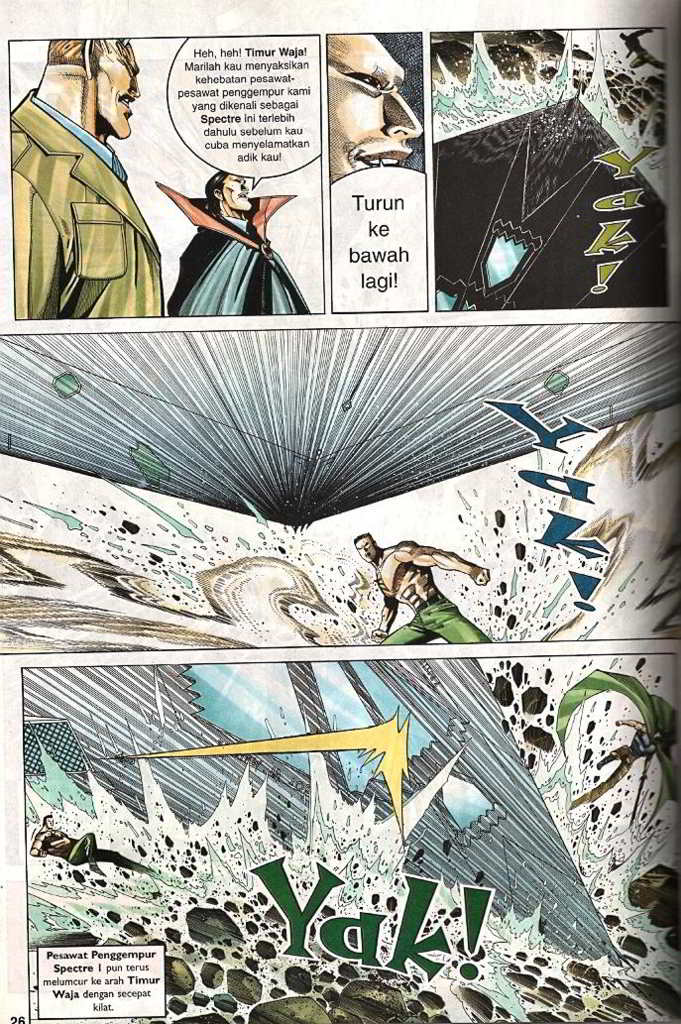 Heh, heh! Timur Waja!
Marilah kau menyaksikan
kehebatan pesawat-
pesawat penggempur kami
yang dikenali sebagai
Spectre ini terlebih
dahulu sebelum kau
cuba menyelamatkan
adik kau!
Turun
ke
bawah
lagi!
Yak!
Yak!
Yak!
Pesawat Penggempur
Spectre 1 pun terus
melumcur ke arah Timur
Waja dengan secepat
kilat.
26